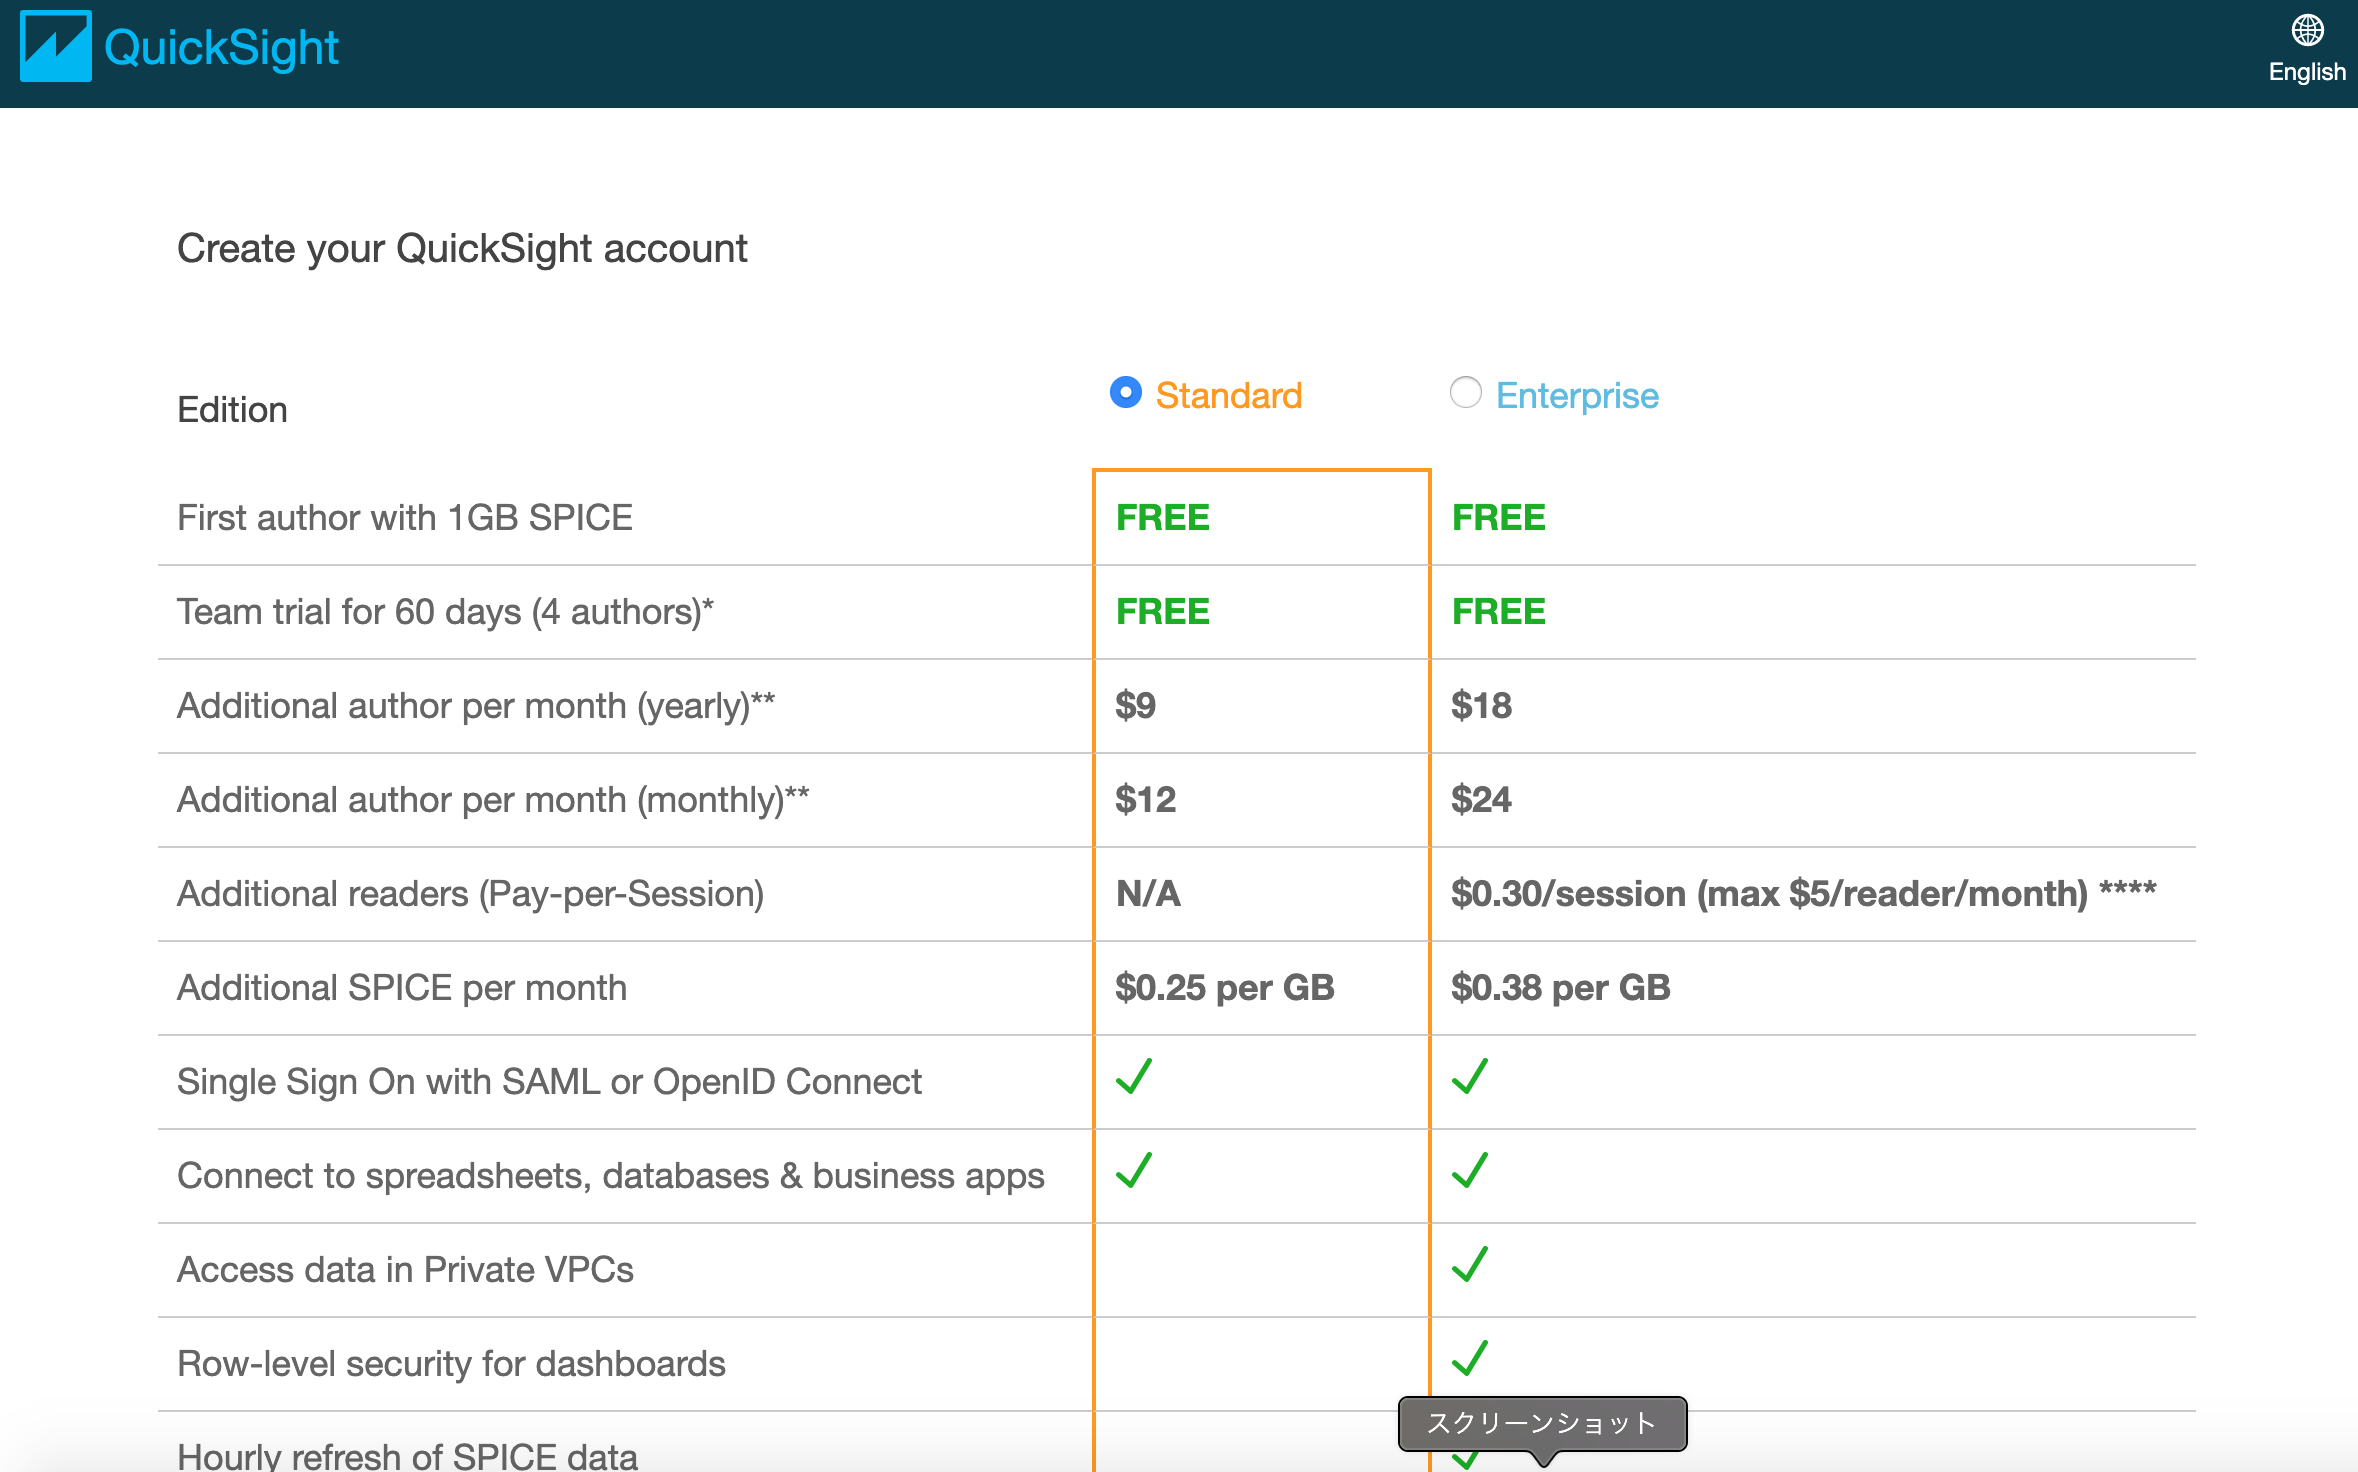 QuickSight
English
Create your QuickSight account
Edition
Standard
Enterprise
First author with 1GB SPICE FREE FREE
Team trial for 60 days (4 authors)* FREE FREE
Additional author per month (yearly)** $9 $18
Additional author per month (monthly)** $12 $24
Additional readers (Pay-per-Session) N/A $0.30/session (max $5/reader/month) ****
Additional SPICE per month $0.25 per GB $0.38 per GB
Single Sign On with SAML or OpenID Connect
Connect to spreadsheets, databases & business apps
Access data in Private VPCs
Row-level security for dashboards
スクリーンショット
Hourly refresh of SPICE data